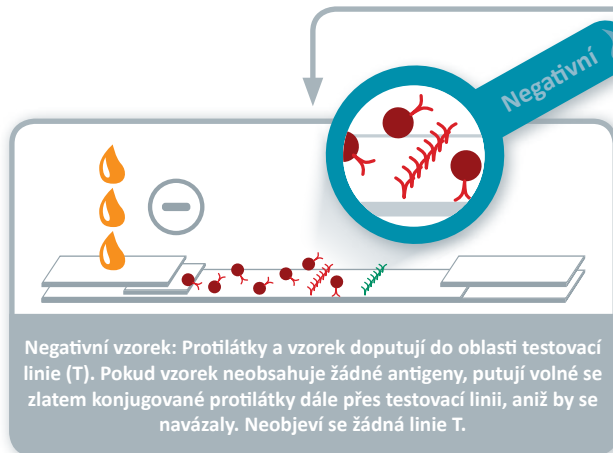 Negativní
Negativní vzorek: Protilátky a vzorek doputují do oblasti testovací
linie (T). Pokud vzorek neobsahuje žádné antigeny, putují volné se
zlatem konjugované protilátky dále přes testovací linii, aniž by se
navázaly. Neobjeví se žádná linie T.